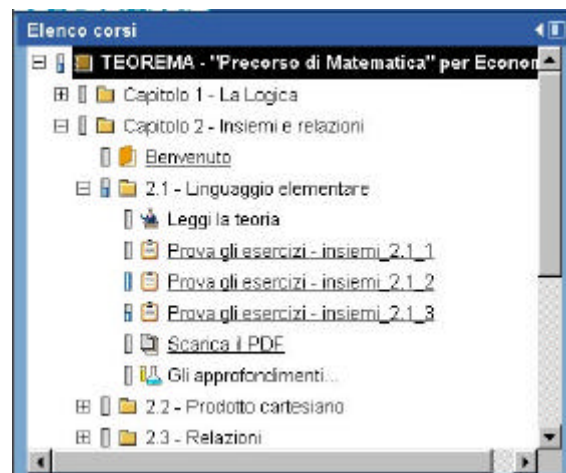 Elenco corsi
TEOREMA - "Precorso di Matematica" per Econon
Capitolo 1 - La Logica
Capitolo 2 - Insiemi e relazioni
Benvenuto
2.1 - Linguaggio elementare
Leggi la teoria
Prova gli esercizi - insiemi_2.1_1
Prova gli esercizi - insiemi_2.1_2
Prova gli esercizi - insiemi_2.1_3
Scarica il PDF
Gli approfondimenti...
2.2 - Prodotto cartesiano
2.3 - Relazioni